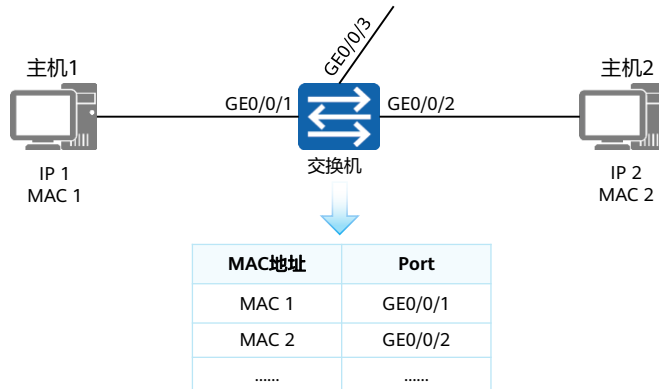 GE0/0/3
主机1
主机2
GE0/0/1
GE0/0/2
IP 1
MAC 1
交换机
IP 2
MAC 2
MAC地址 Port
MAC 1 GE0/0/1
MAC 2 GE0/0/2
...... ......